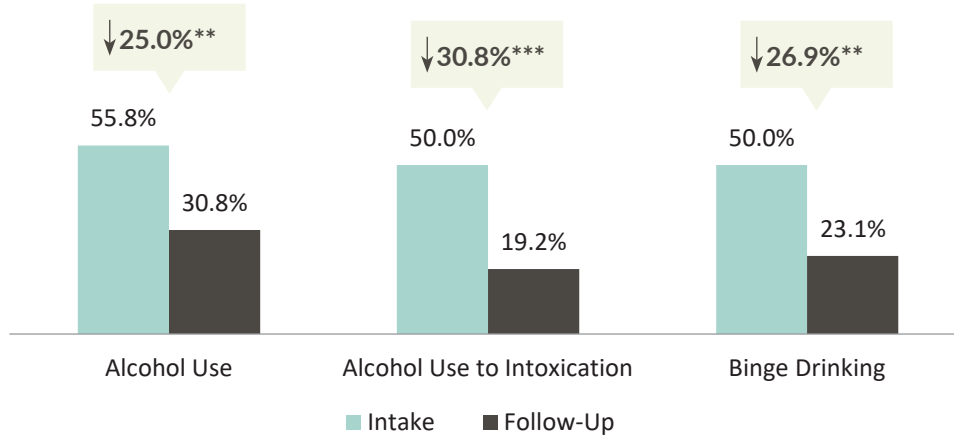 ↓25.0%**
↓30.8%***
↓26.9%**
55.8%
30.8%
50.0%
19.2%
50.0%
23.1%
Alcohol Use
Alcohol Use to Intoxication
Binge Drinking
Intake
Follow-Up